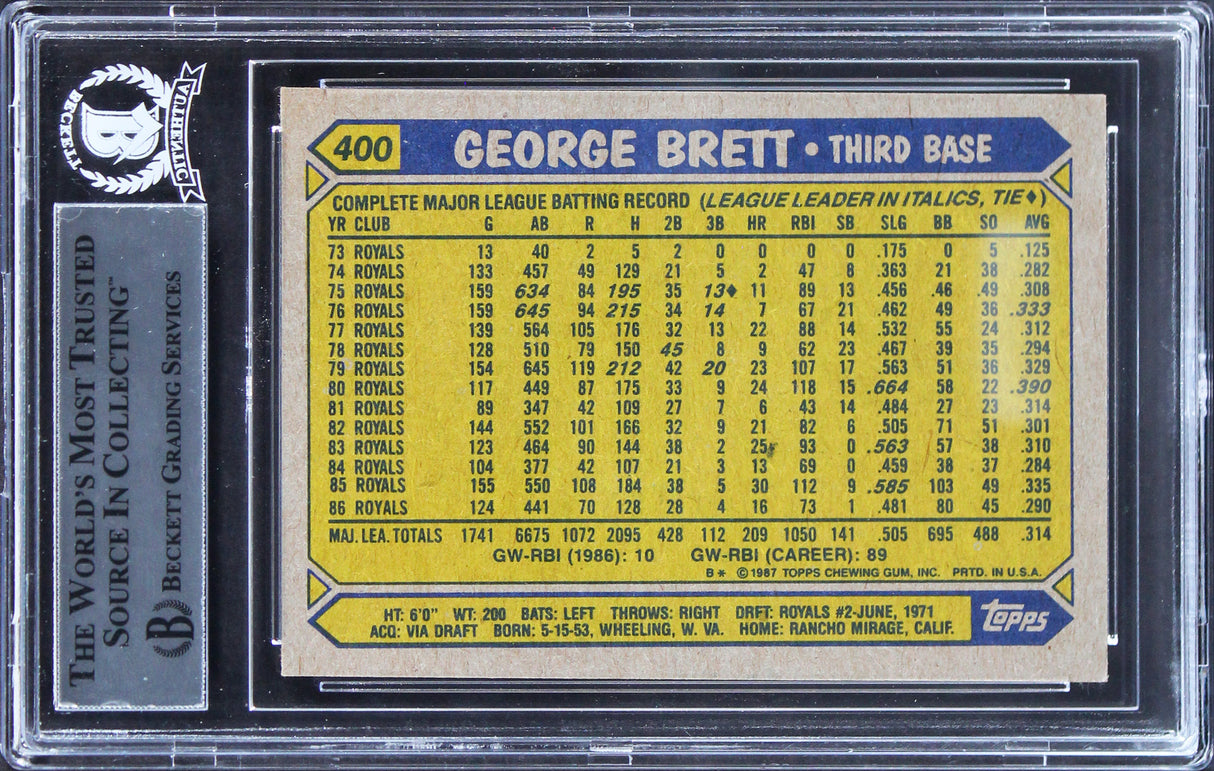 BECKETT AUTHENTIC
B
THE WORLD'S MOST TRUSTED
SOURCE IN COLLECTING™
B BECKETT GRADING SERVICES
400 GEORGE BRETT • THIRD BASE
COMPLETE MAJOR LEAGUE BATTING RECORD (LEAGUE LEADER IN ITALICS, TIE♦)
YR CLUB G AB R H 2B 3B HR RBI SB SLG BB SO AVG
73 ROYALS 13 40 2 5 2 0 0 0 0 .175 0 5 .125
74 ROYALS 133 457 49 129 21 5 2 47 8 .363 21 38 .282
75 ROYALS 159 634 84 195 35 13♦ 11 89 13 .456 .46 .49 .308
76 ROYALS 159 645 94 215 34 14 7 67 21 .462 49 36 .333
77 ROYALS 139 564 105 176 32 13 22 88 14 .532 55 24 .312
78 ROYALS 128 510 79 150 45 8 9 62 23 .467 39 35 .294
79 ROYALS 154 645 119 212 42 20 23 107 17 .563 51 36 .329
80 ROYALS 117 449 87 175 33 9 24 118 15 .664 58 22 .390
81 ROYALS 89 347 42 109 27 7 6 43 14 .484 27 23 .314
82 ROYALS 144 552 101 166 32 9 21 82 6 .505 71 51 .301
83 ROYALS 123 464 90 144 38 2 25 93 0 .563 57 38 .310
84 ROYALS 104 377 42 107 21 3 13 69 0 .459 38 37 .284
85 ROYALS 155 550 108 184 38 5 30 112 9 .585 103 49 .335
86 ROYALS 124 441 70 128 28 4 16 73 1 .481 80 45 .290
MAJ. LEA. TOTALS 1741 6675 1072 2095 428 112 209 1050 141 .505 695 488 .314
GW-RBI (1986): 10 GW-RBI (CAREER): 89
B* ©1987 TOPPS CHEWING GUM, INC. PRTD. IN U.S.A.
HT: 6'0" WT: 200 BATS: LEFT THROWS: RIGHT DRFT: ROYALS #2-JUNE, 1971
ACQ: VIA DRAFT BORN: 5-15-53, WHEELING, W. VA. HOME: RANCHO MIRAGE, CALIF.
topps